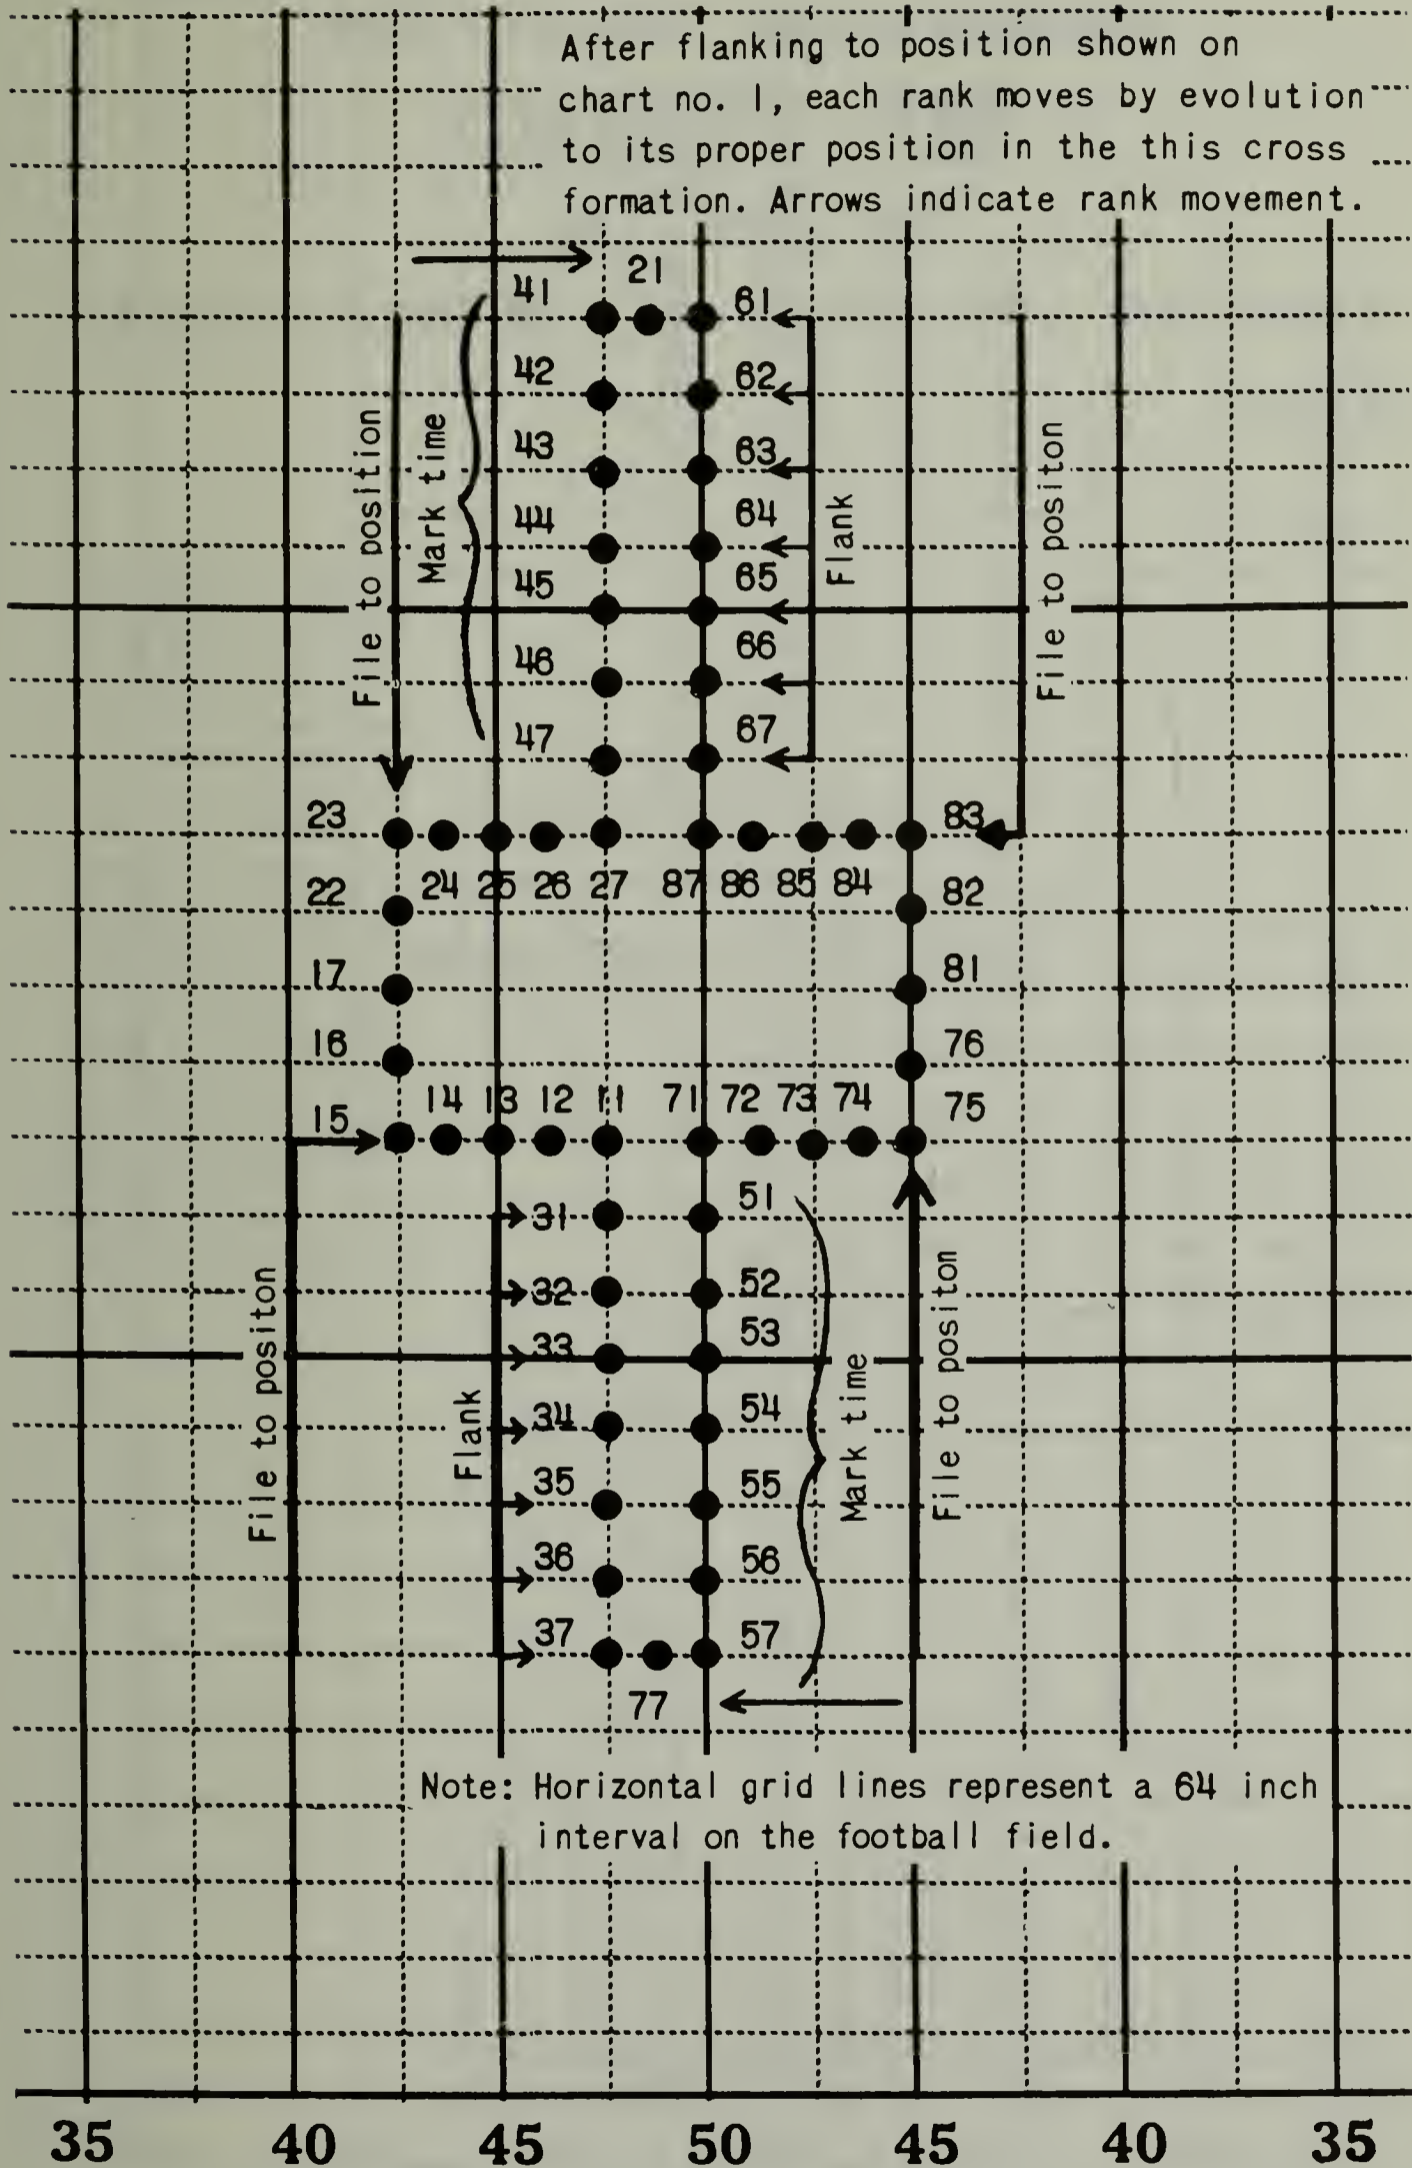 After flanking to position shown on
chart no. 1, each rank moves by evolution
to its proper position in the this cross
formation. Arrows indicate rank movement.
21
41 61
42 62
43 63
44 64
45 65
46 66
47 67
File to position
Mark time
Flank
File to positon
23 83
24 25 26 27 87 86 85 84
22 82
17 81
16 76
14 13 12 11 71 72 73 74
15 75
31 51
32 52
33 53
34 54
35 55
36 56
37 57
77
File to positon
Flank
Mark time
File to positon
Note: Horizontal grid lines represent a 64 inch
interval on the football field.
35 40 45 50 45 40 35